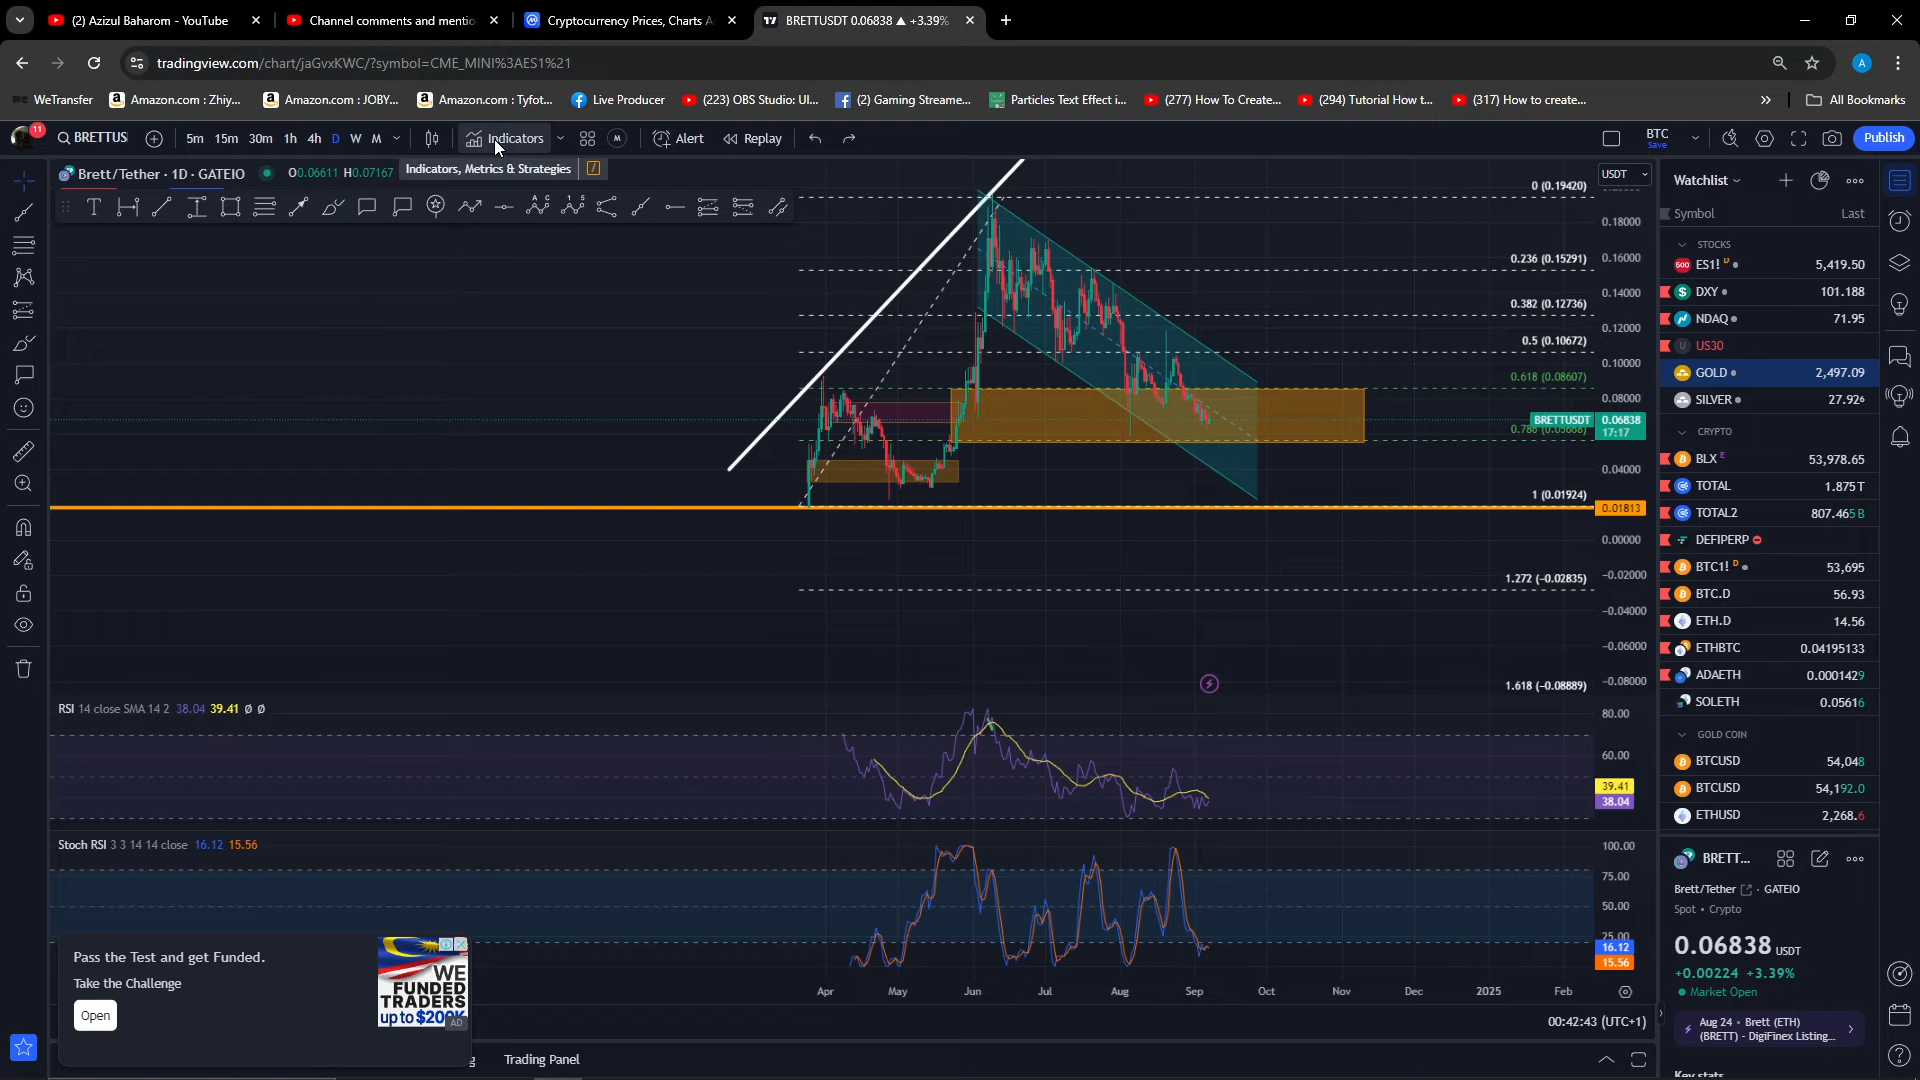 (2) Azizul Baharom - YouTube
Channel comments and mentio
Cryptocurrency Prices, Charts A
BRETTUSDT 0.06838 ▲ +3.39%
tradingview.com/chart/jaGvxKWC/?symbol=CME_MINI%3AES1%21
A
WeTransfer
Amazon.com : Zhiy...
Amazon.com : JOBY...
Amazon.com : Tyfot...
Live Producer
(223) OBS Studio: Ul...
(2) Gaming Streame...
Particles Text Effect i...
(277) How To Create...
(294) Tutorial How t...
(317) How to create...
All Bookmarks
11
BRETTUS
5m 15m 30m 1h 4h D W M
Indicators
M
Alert
Replay
BTC
Save
Publish
Brett/Tether · 1D · GATEIO
O0.06611 H0.07167
Indicators, Metrics & Strategies
/
USDT
0 (0.19420)
0.18000
0.16000
0.236 (0.15291)
0.14000
0.382 (0.12736)
0.12000
0.5 (0.10672)
0.10000
0.618 (0.08607)
0.08000
BRETTUSDT 0.06838
17:17
0.04000
1 (0.01924)
0.01813
0.00000
−0.02000
1.272 (−0.02835)
−0.04000
−0.06000
−0.08000
1.618 (−0.08889)
RSI 14 close SMA 14 2 38.04 39.41 Ø Ø
80.00
60.00
39.41
38.04
Stoch RSI 3 3 14 14 close 16.12 15.56
100.00
75.00
50.00
25.00
16.12
15.56
Apr May Jun Jul Aug Sep Oct Nov Dec 2025 Feb
00:42:43 (UTC+1)
Pass the Test and get Funded.
Take the Challenge
Open
WE
FUNDED
TRADERS
up to $200K
AD
g
Trading Panel
Watchlist
Symbol Last
STOCKS
ES1! D 5,419.50
DXY 101.188
NDAQ 71.95
US30
GOLD 2,497.09
SILVER 27.926
CRYPTO
BLX E 53,978.65
TOTAL 1.875T
TOTAL2 807.465B
DEFIPERP
BTC1! D 53,695
BTC.D 56.93
ETH.D 14.56
ETHBTC 0.04195133
ADAETH 0.0001429
SOLETH 0.05616
GOLD COIN
BTCUSD 54,048
BTCUSD 54,192.0
ETHUSD 2,268.6
BRETT...
Brett/Tether · GATEIO
Spot • Crypto
0.06838 USDT
+0.00224 +3.39%
Market Open
Aug 24 • Brett (ETH)
(BRETT) - DigiFinex Listing...
Key stats